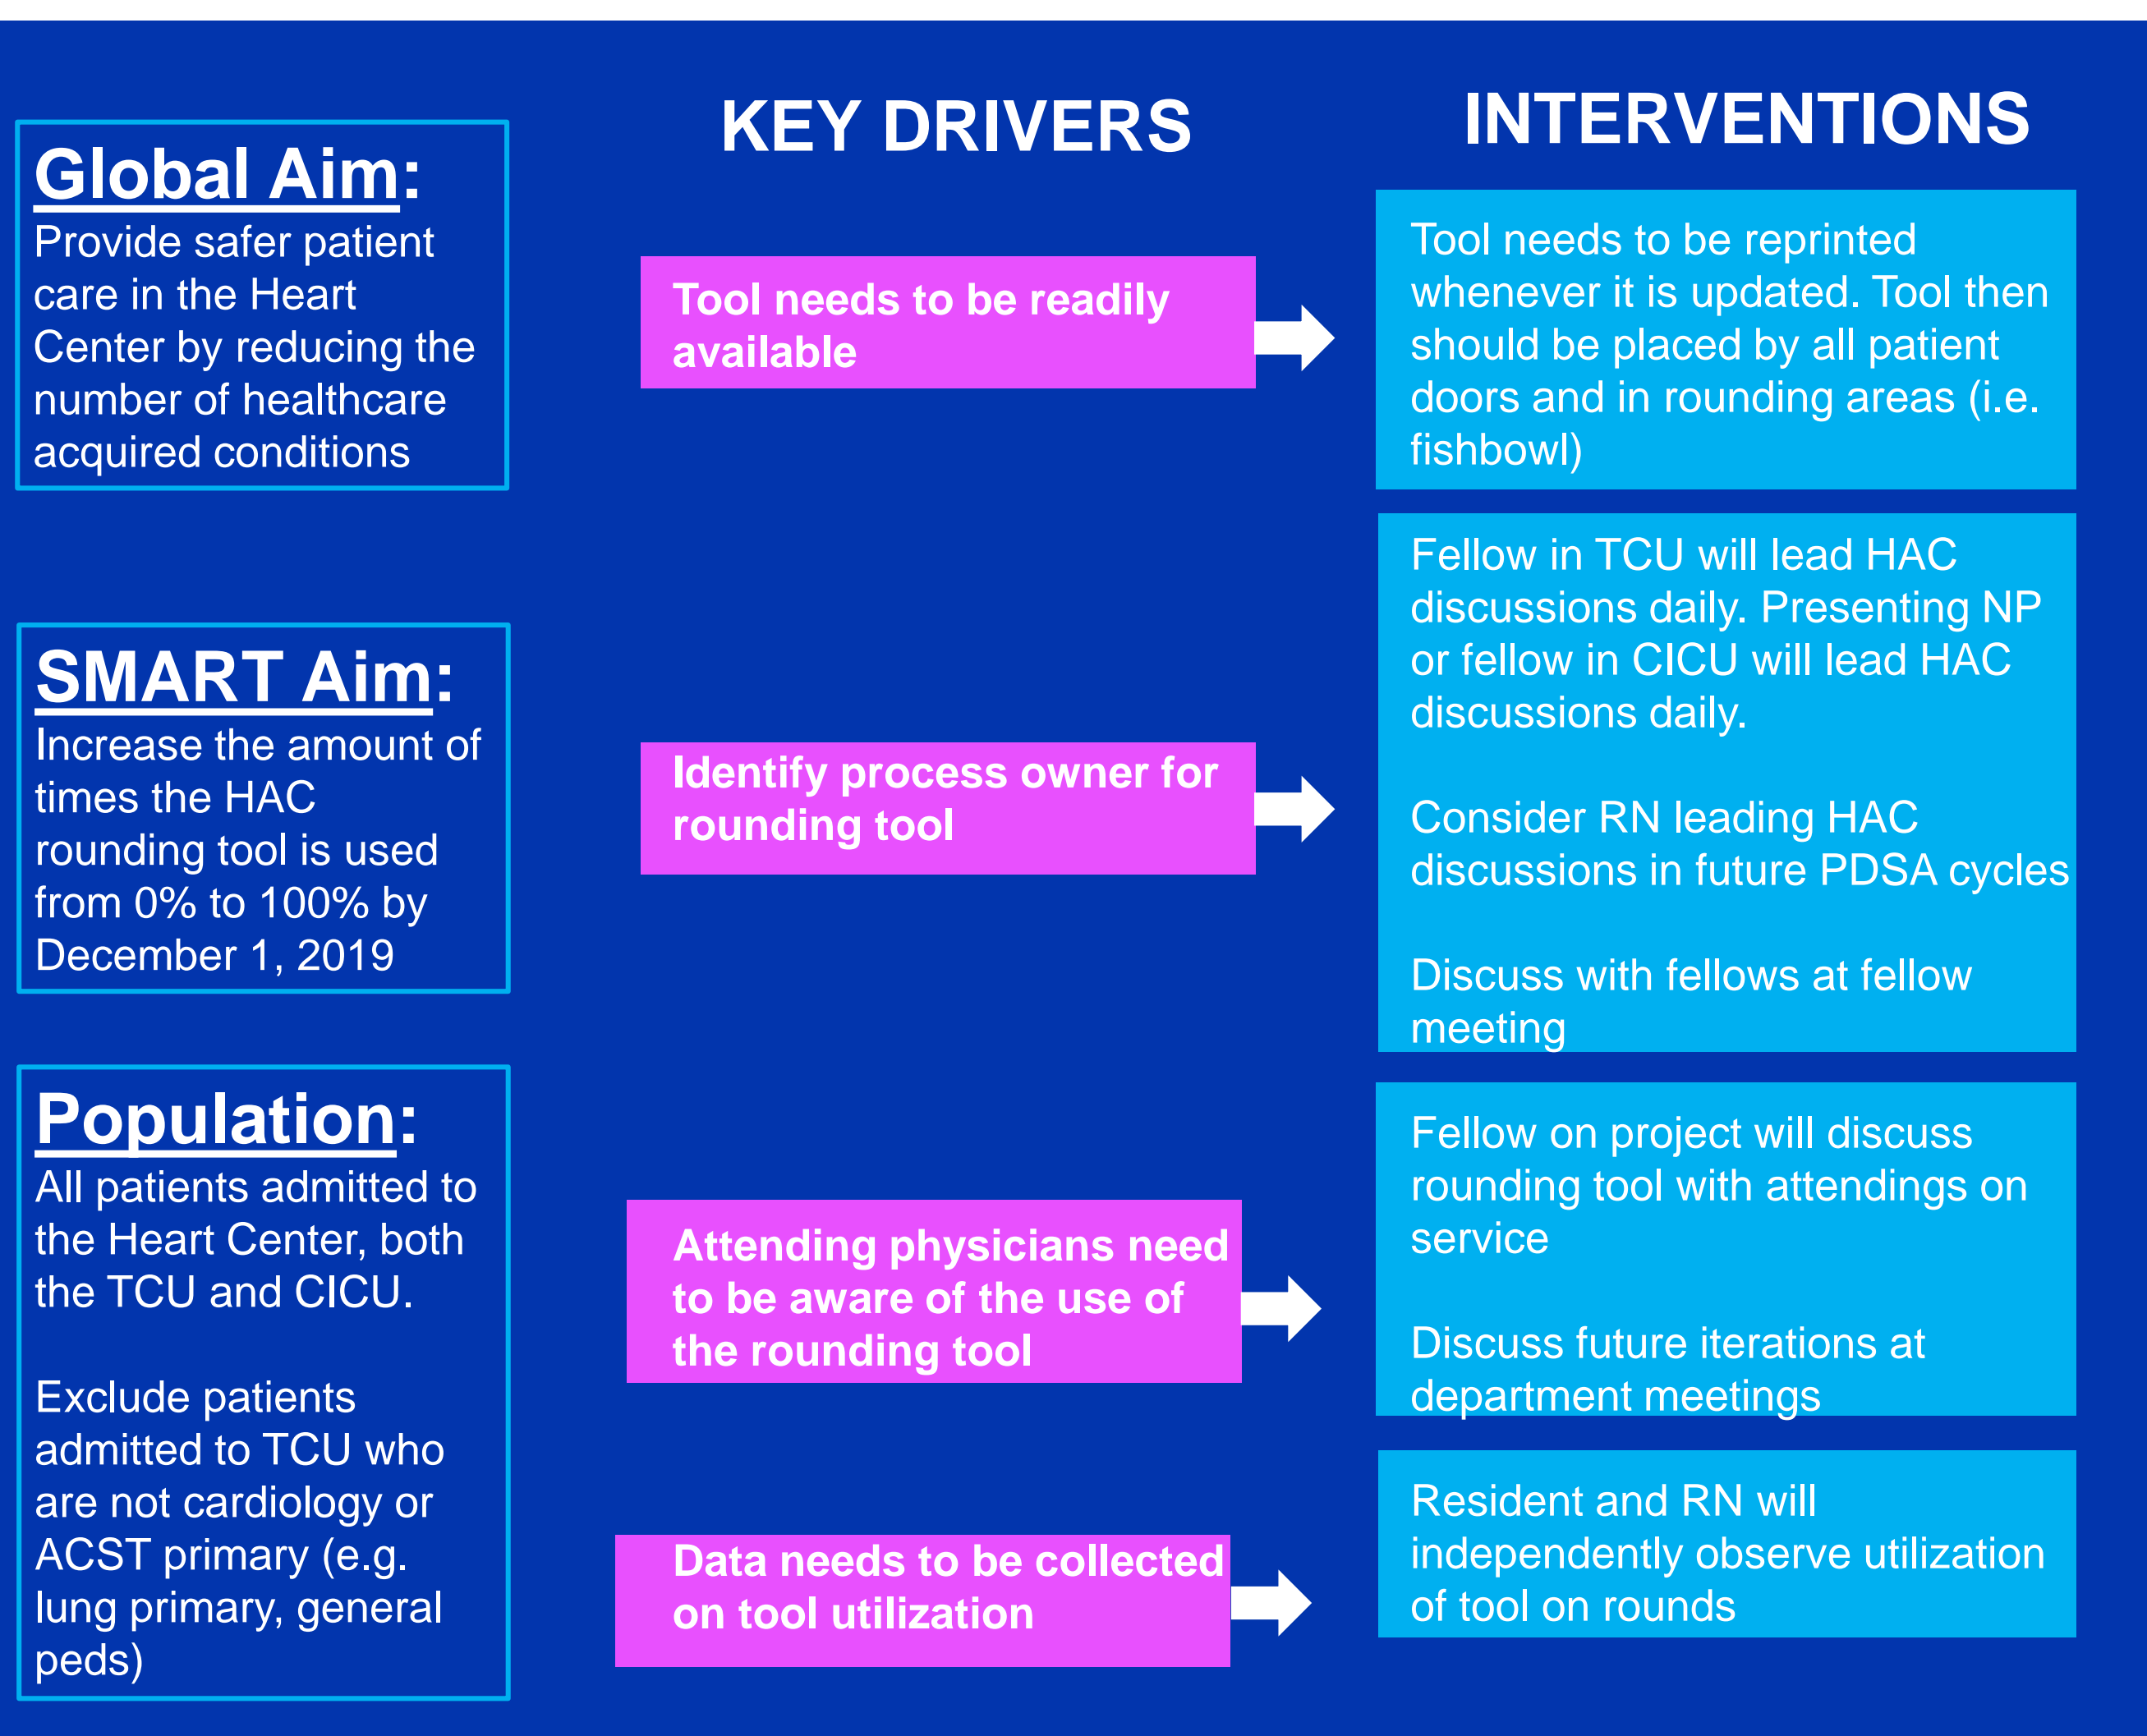 Global Aim:
Provide safer patient
care in the Heart
Center by reducing the
number of healthcare
acquired conditions
SMART Aim:
Increase the amount of
times the HAC
rounding tool is used
from 0% to 100% by
December 1, 2019
Population:
All patients admitted to
the Heart Center, both
the TCU and CICU.
Exclude patients
admitted to TCU who
are not cardiology or
ACST primary (e.g.
lung primary, general
peds)
KEY DRIVERS
Tool needs to be readily
available
Identify process owner for
rounding tool
Attending physicians need
to be aware of the use of
the rounding tool
Data needs to be collected
on tool utilization
INTERVENTIONS
Tool needs to be reprinted
whenever it is updated. Tool then
should be placed by all patient
doors and in rounding areas (i.e.
fishbowl)
Fellow in TCU will lead HAC
discussions daily. Presenting NP
or fellow in CICU will lead HAC
discussions daily.
Consider RN leading HAC
discussions in future PDSA cycles
Discuss with fellows at fellow
meeting
Fellow on project will discuss
rounding tool with attendings on
service
Discuss future iterations at
department meetings
Resident and RN will
independently observe utilization
of tool on rounds